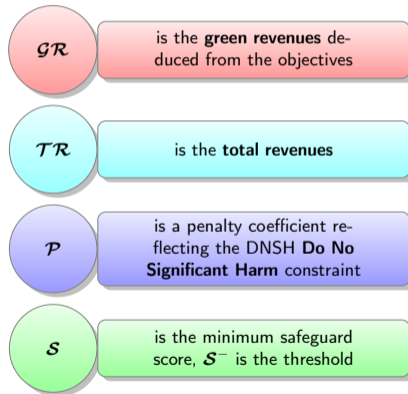 GR
is the green revenues de-
duced from the objectives
TR
is the total revenues
P
is a penalty coefficient re-
flecting the DNSH Do No
Significant Harm constraint
S
is the minimum safeguard
score, S⁻ is the threshold